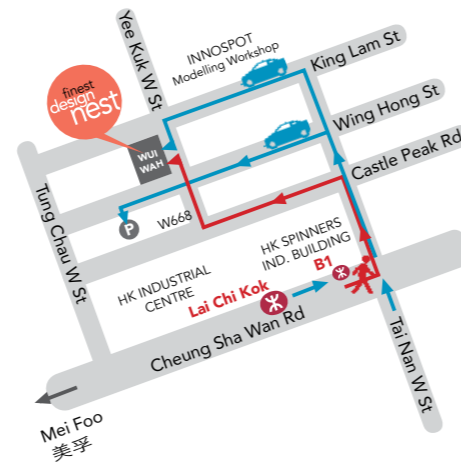 Yee Kuk W St
INNOSPOT
Modelling Workshop
King Lam St
finest
design
nest
Wing Hong St
WUI
WAH
Castle Peak Rd
Tung Chau W St
P
W668
HK SPINNERS
IND. BUILDING
B1
HK INDUSTRIAL
CENTRE
Lai Chi Kok
Cheung Sha Wan Rd
Tai Nan W St
Mei Foo
美孚